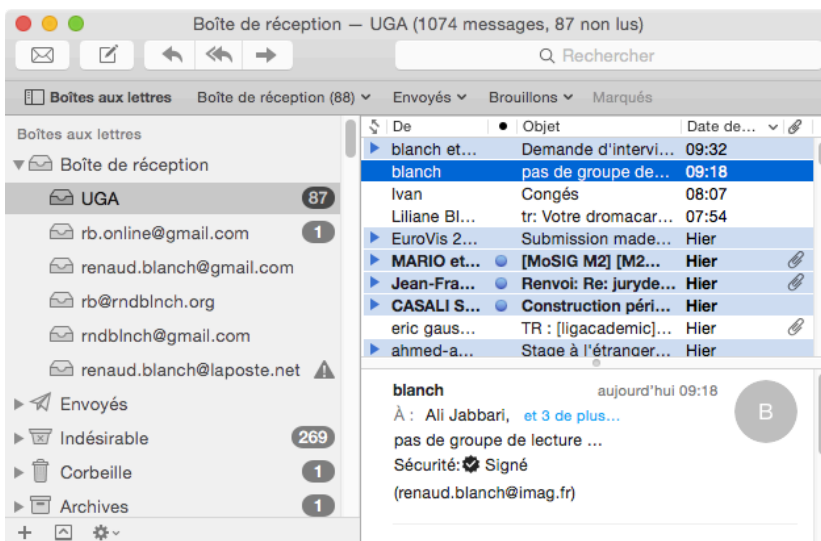 Boîte de réception — UGA (1074 messages, 87 non lus)
Rechercher
Boîtes aux lettres Boîte de réception (88) Envoyés Brouillons Marqués
Boîtes aux lettres
Boîte de réception
UGA 87
rb.online@gmail.com 1
renaud.blanch@gmail.com
rb@rndblnch.org
rndblnch@gmail.com
renaud.blanch@laposte.net
Envoyés
Indésirable 269
Corbeille 1
Archives 1
De Objet Date de...
blanch et... Demande d'intervi... 09:32
blanch pas de groupe de... 09:18
Ivan Congés 08:07
Liliane Bl... tr: Votre dromacar... 07:54
EuroVis 2... Submission made... Hier
MARIO et... [MoSIG M2] [M2... Hier
Jean-Fra... Renvoi: Re: juryde... Hier
CASALI S... Construction péri... Hier
eric gaus... TR : [ligacademic]... Hier
ahmed-a... Stage à l'étranger... Hier
blanch aujourd'hui 09:18
B
À : Ali Jabbari, et 3 de plus...
pas de groupe de lecture ...
Sécurité: Signé
(renaud.blanch@imag.fr)